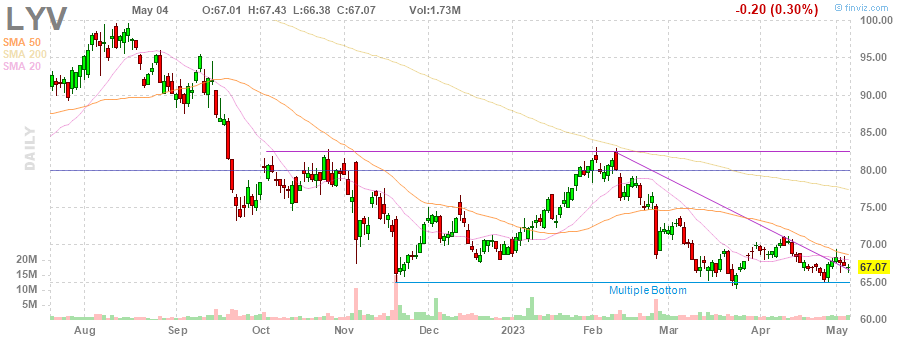 LYV
May 04
O:67.01 H:67.43 L:66.38 C:67.07
Vol:1.73M
-0.20 (0.30%)
© finviz.com
SMA 50
SMA 200
SMA 20
DAILY
100.00
95.00
90.00
85.00
80.00
75.00
70.00
67.07
65.00
60.00
20M
15M
10M
5M
Multiple Bottom
Aug
Sep
Oct
Nov
Dec
2023
Feb
Mar
Apr
May